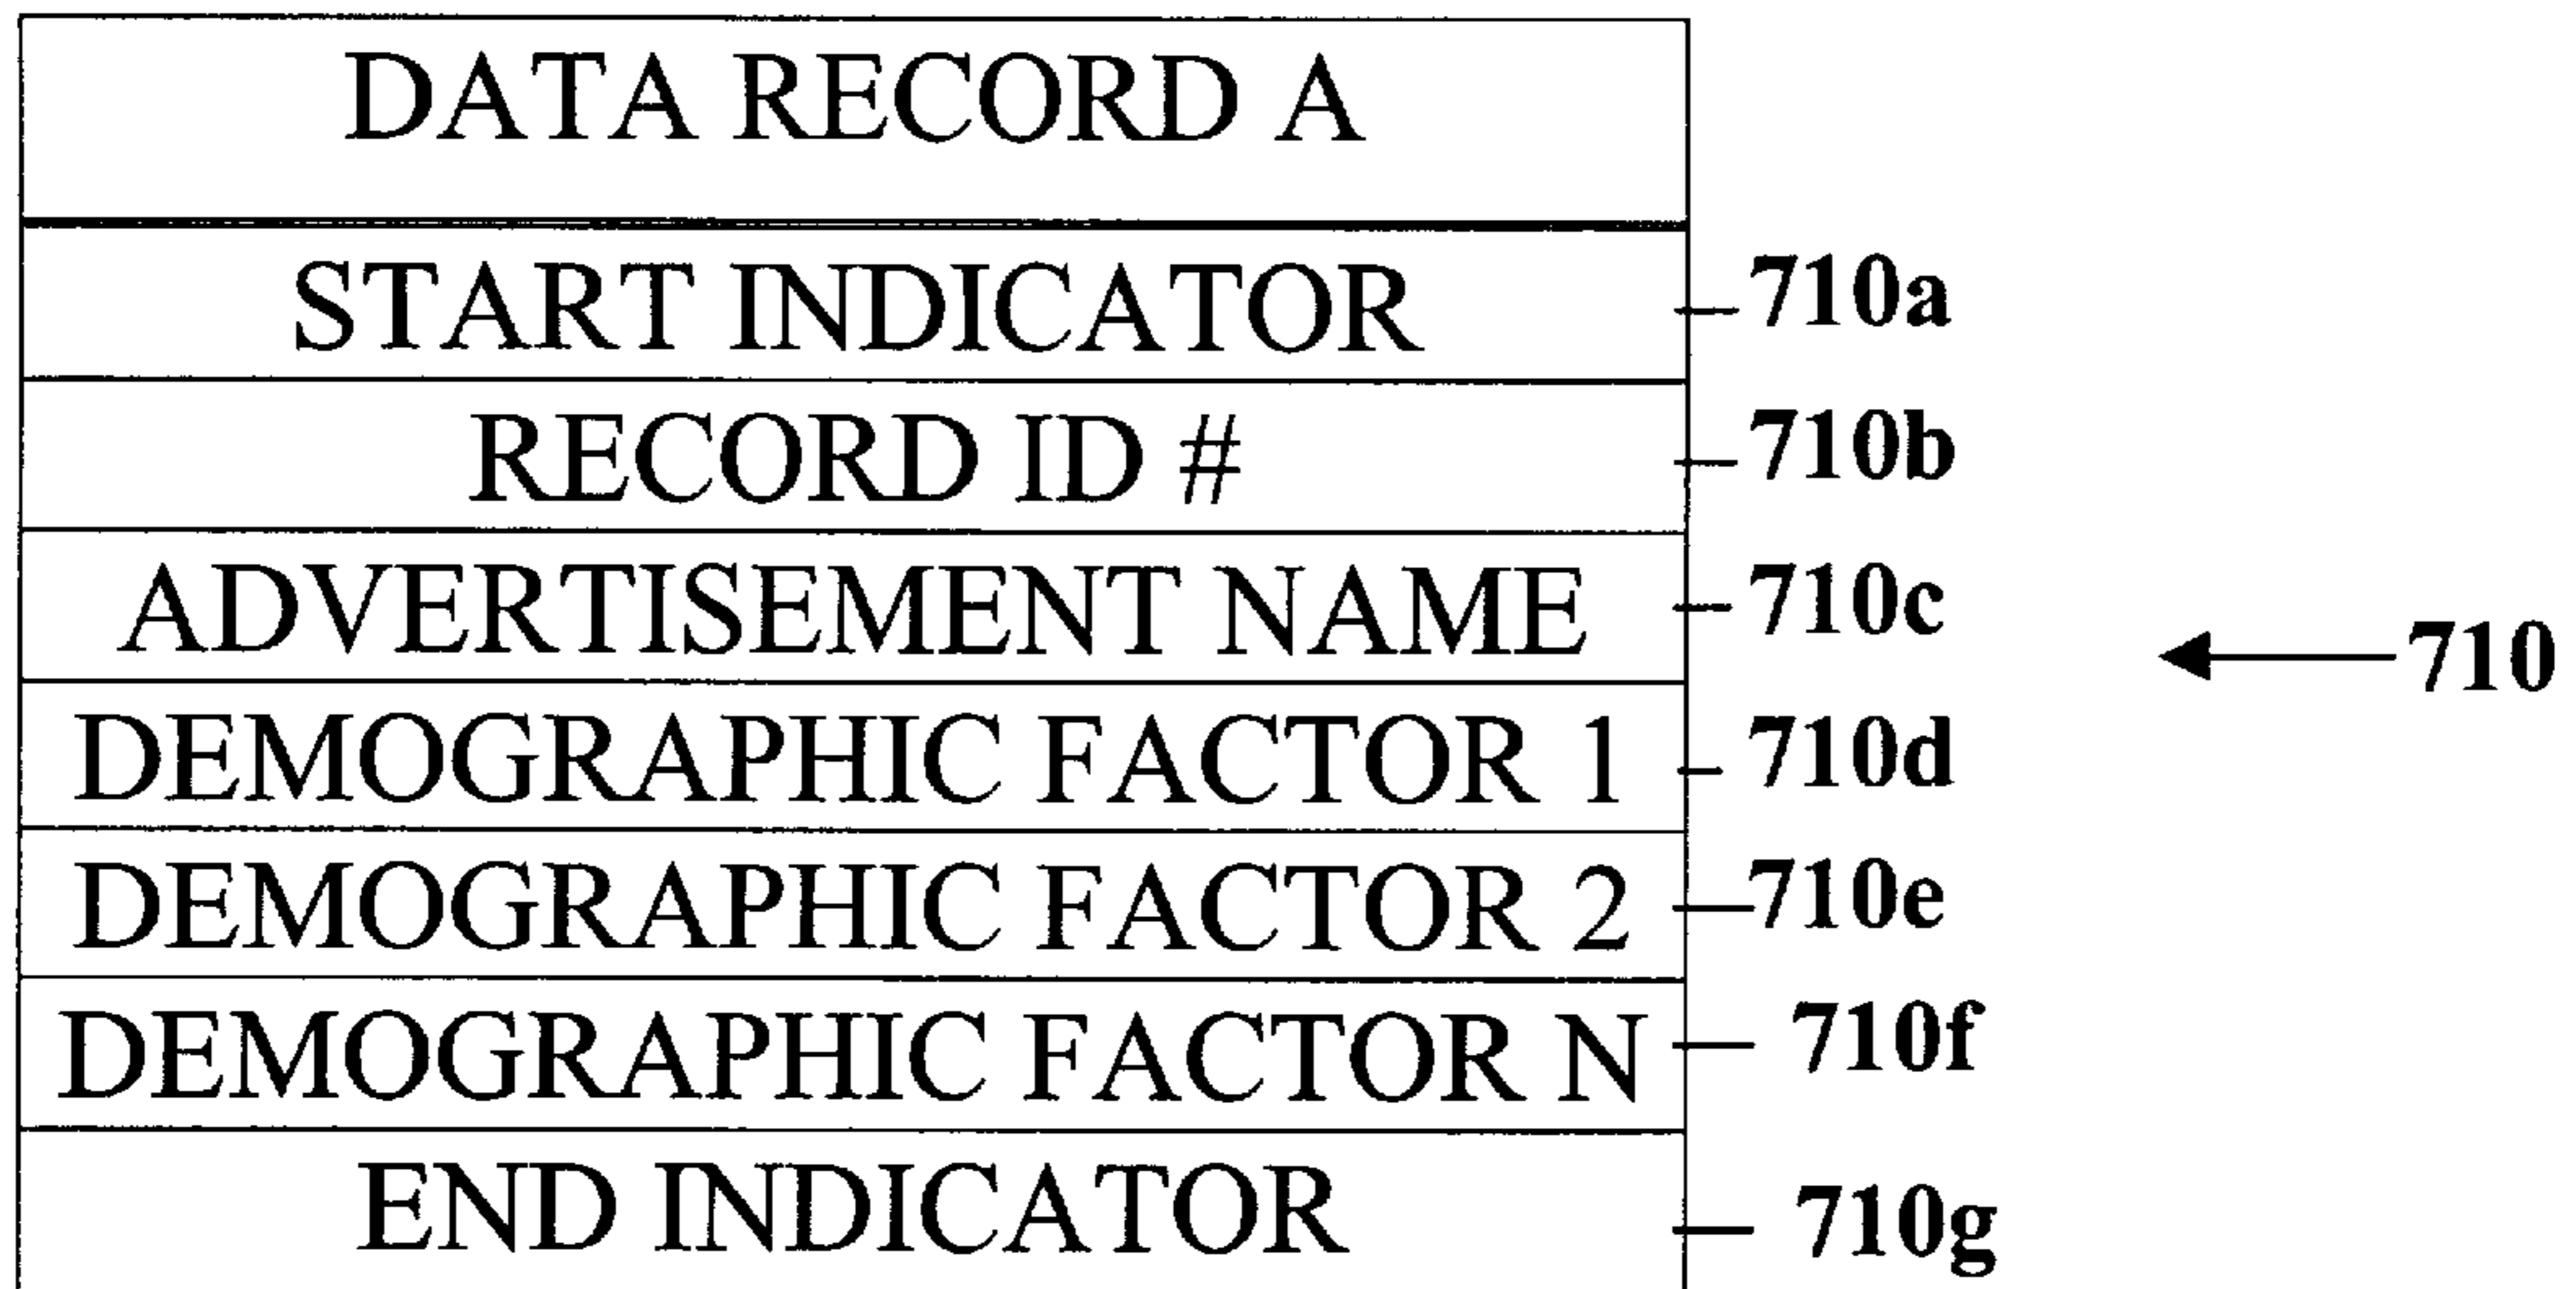 DATA RECORD A
START INDICATOR 710a
RECORD ID # 710b
ADVERTISEMENT NAME 710c
710
DEMOGRAPHIC FACTOR 1 710d
DEMOGRAPHIC FACTOR 2 710e
DEMOGRAPHIC FACTOR N 710f
END INDICATOR 710g